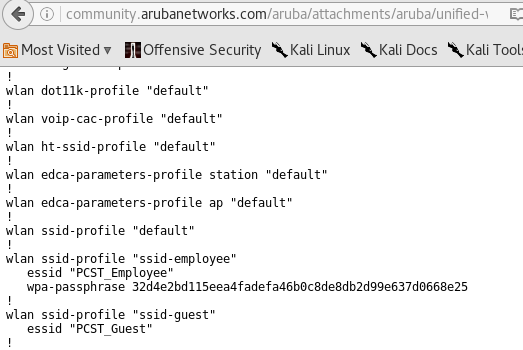 community.arubanetworks.com/aruba/attachments/aruba/unified-
Most Visited Offensive Security Kali Linux Kali Docs Kali Tools
!
wlan dot11k-profile "default"
!
wlan voip-cac-profile "default"
!
wlan ht-ssid-profile "default"
!
wlan edca-parameters-profile station "default"
!
wlan edca-parameters-profile ap "default"
!
wlan ssid-profile "default"
!
wlan ssid-profile "ssid-employee"
essid "PCST_Employee"
wpa-passphrase 32d4e2bd115eea4fadefa46b0c8de8db2d99e637d0668e25
!
wlan ssid-profile "ssid-guest"
essid "PCST_Guest"
!